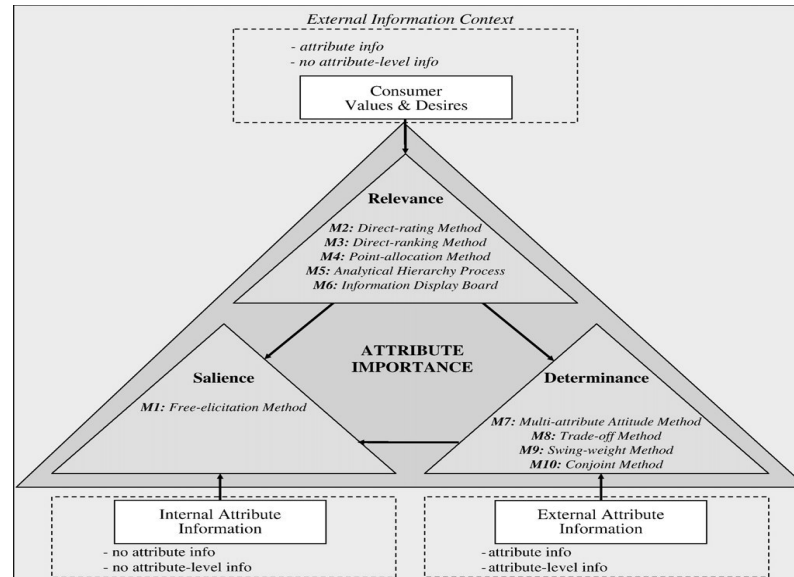 External Information Context
- attribute info
- no attribute-level info
Consumer
Values & Desires
Relevance
M2: Direct-rating Method
M3: Direct-ranking Method
M4: Point-allocation Method
M5: Analytical Hierarchy Process
M6: Information Display Board
ATTRIBUTE
IMPORTANCE
Salience
M1: Free-elicitation Method
Determinance
M7: Multi-attribute Attitude Method
M8: Trade-off Method
M9: Swing-weight Method
M10: Conjoint Method
Internal Attribute
Information
- no attribute info
- no attribute-level info
External Attribute
Information
- attribute info
- attribute-level info